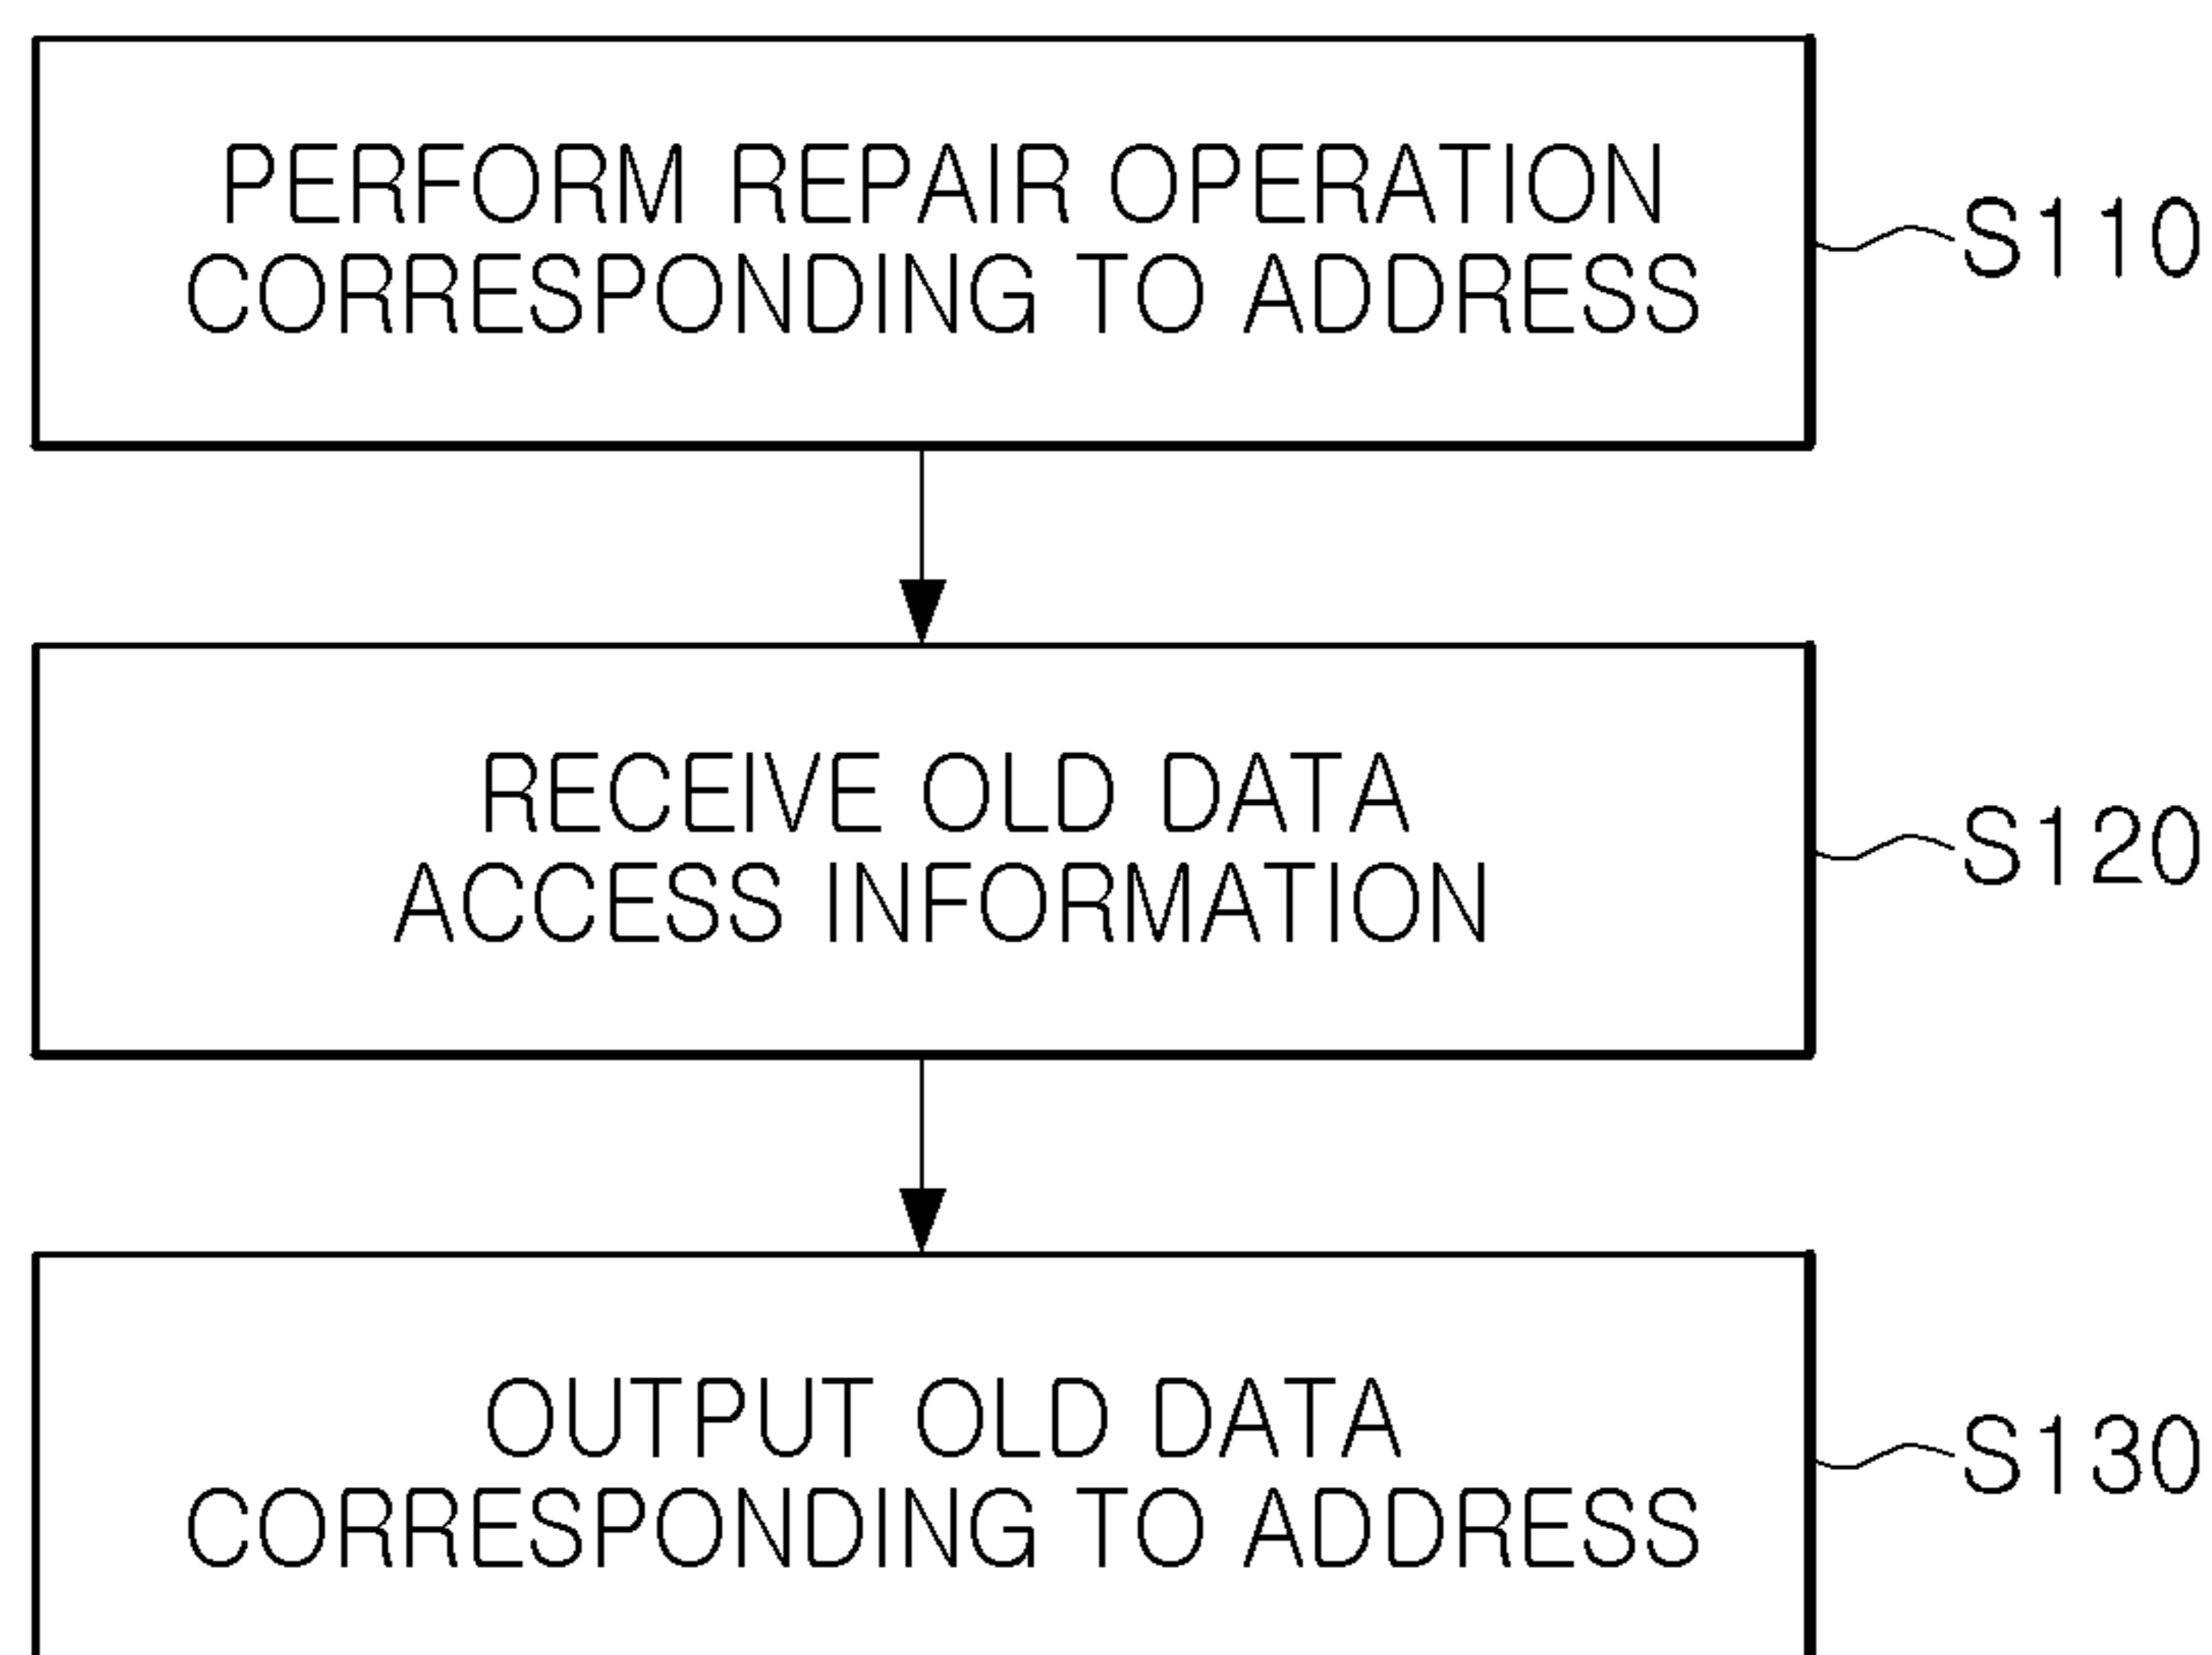 PERFORM REPAIR OPERATION
CORRESPONDING TO ADDRESS
S110
RECEIVE OLD DATA
ACCESS INFORMATION
S120
OUTPUT OLD DATA
CORRESPONDING TO ADDRESS
S130